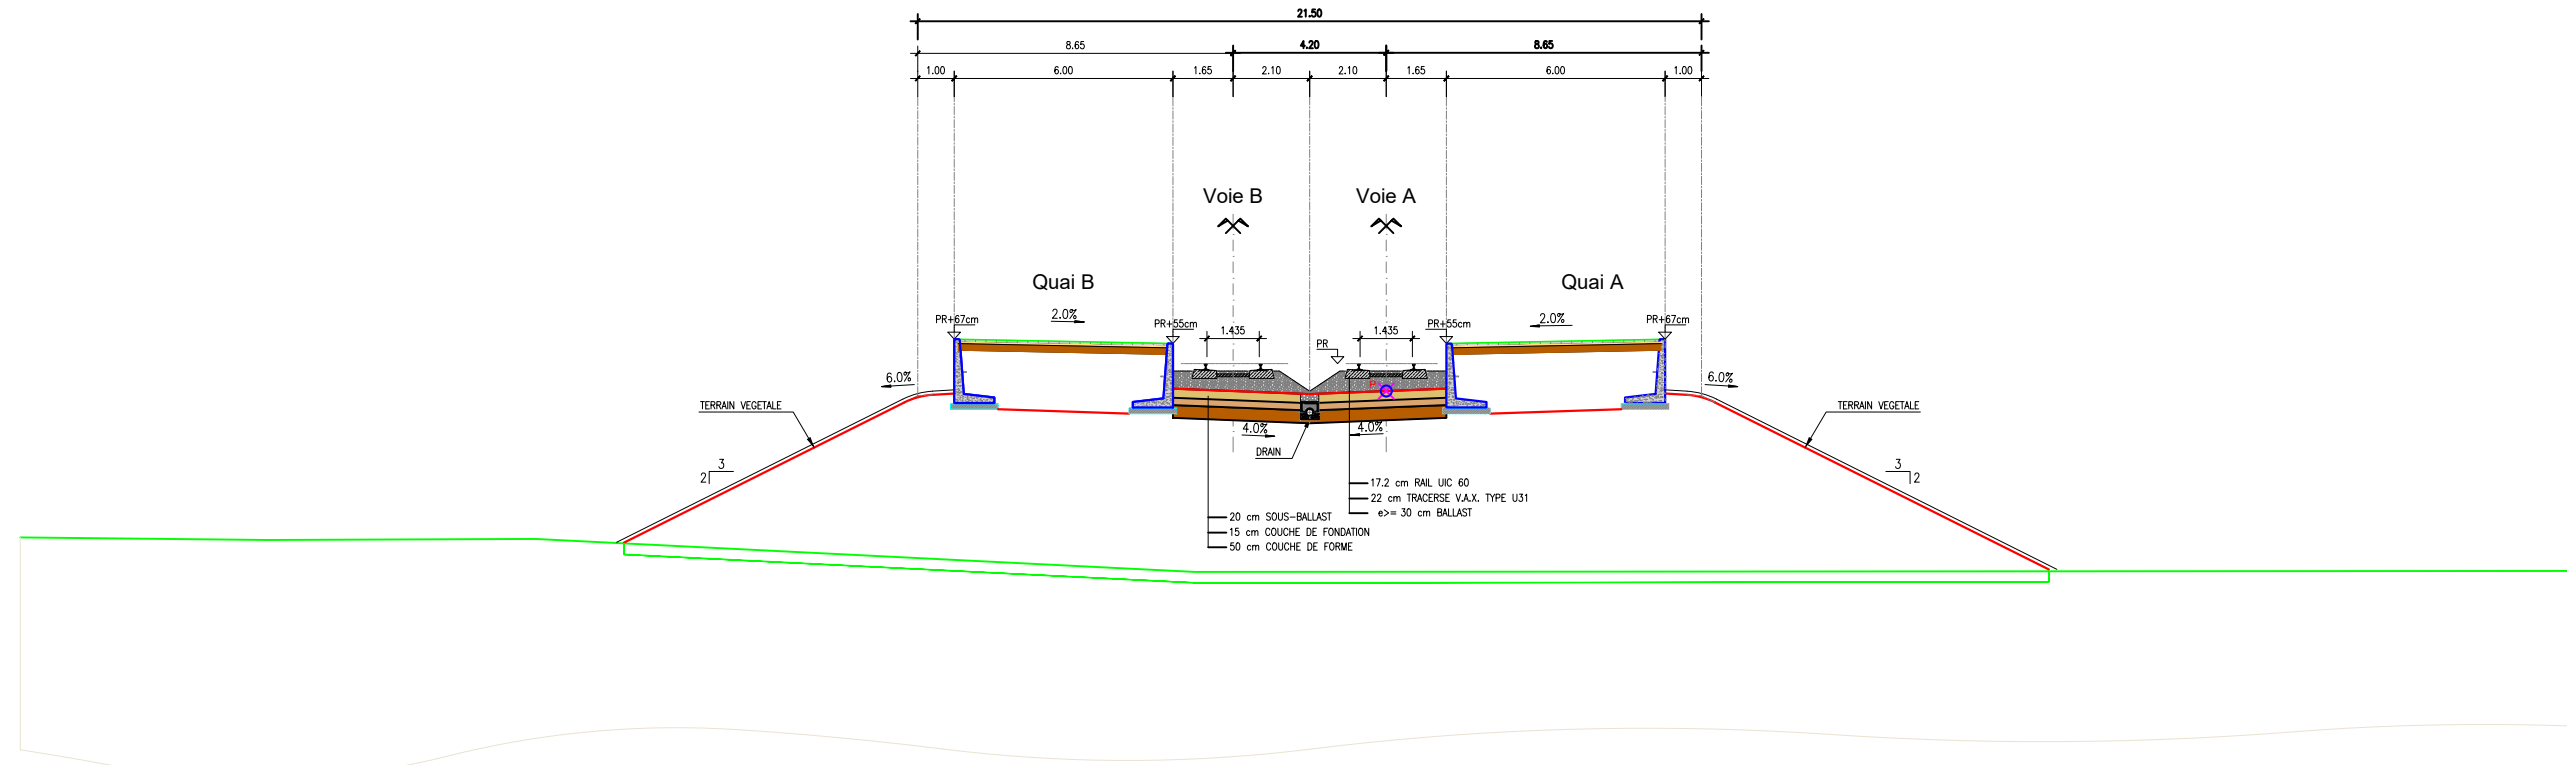 21.50
8.65 4.20 8.65
1.00 6.00 1.65 2.10 2.10 1.65 6.00 1.00
Voie B Voie A
Quai B Quai A
2.0% 2.0%
PR+67cm PR+55cm PR+55cm PR+67cm
1.435 1.435
PR
6.0% 6.0%
TERRAIN VEGETALE TERRAIN VEGETALE
4.0% 4.0%
DRAIN
3 3
2 2
17.2 cm RAIL UIC 60
22 cm TRACERSE V.A.X. TYPE U31
e>= 30 cm BALLAST
20 cm SOUS-BALLAST
15 cm COUCHE DE FONDATION
50 cm COUCHE DE FORME